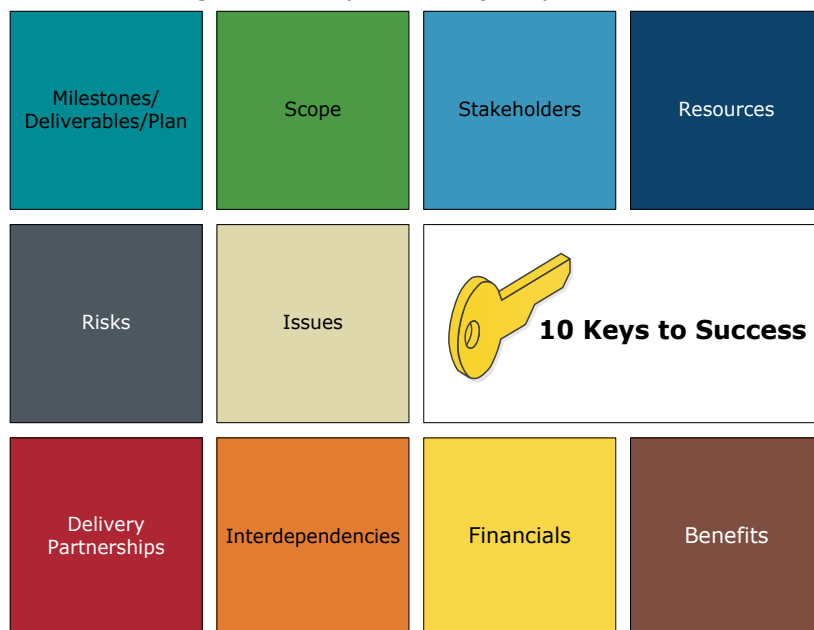 Milestones/
Deliverables/Plan
Scope
Stakeholders
Resources
Risks
Issues
10 Keys to Success
Delivery
Partnerships
Interdependencies
Financials
Benefits